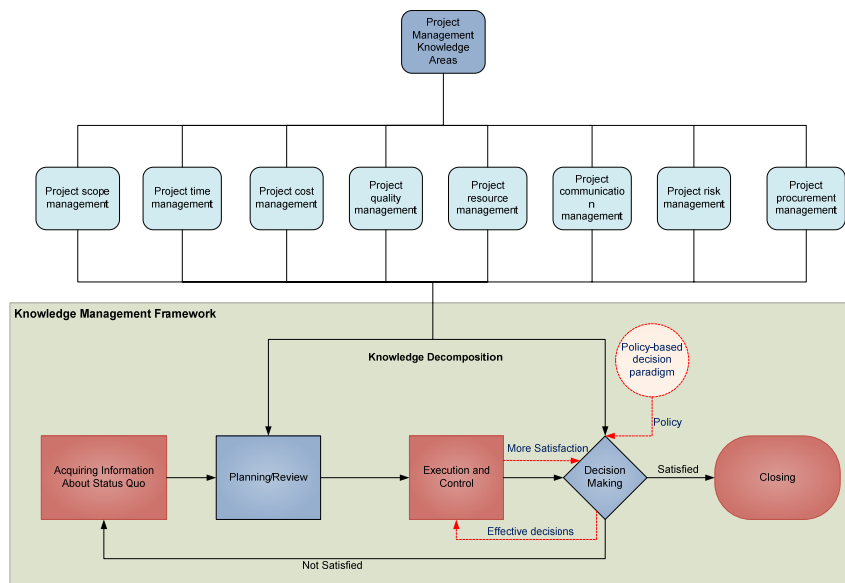 Project
Management
Knowledge
Areas
Project scope
management
Project time
management
Project cost
management
Project
quality
management
Project
resource
management
Project
communicatio
n
management
Project risk
management
Project
procurement
management
Knowledge Management Framework
Knowledge Decomposition
Policy-based
decision
paradigm
Policy
More Satisfaction
Acquiring Information
About Status Quo
Planning/Review
Execution and
Control
Decision
Making
Satisfied
Closing
Effective decisions
Not Satisfied